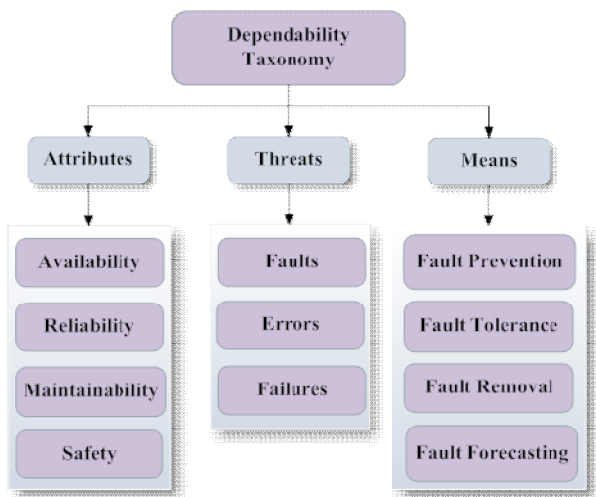 Dependability
Taxonomy
Attributes
Threats
Means
Availability
Reliability
Maintainability
Safety
Faults
Errors
Failures
Fault Prevention
Fault Tolerance
Fault Removal
Fault Forecasting